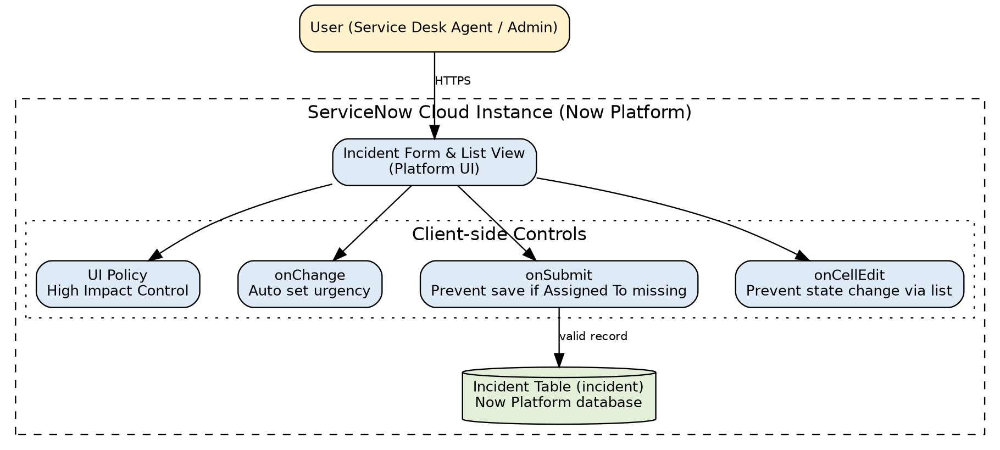 User (Service Desk Agent / Admin)
HTTPS
ServiceNow Cloud Instance (Now Platform)
Incident Form & List View
(Platform UI)
Client-side Controls
UI Policy
High Impact Control
onChange
Auto set urgency
onSubmit
Prevent save if Assigned To missing
onCellEdit
Prevent state change via list
valid record
Incident Table (incident)
Now Platform database